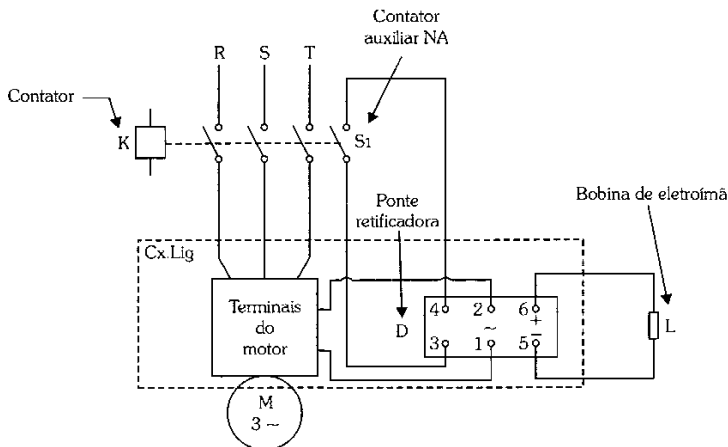 Contator
auxiliar NA
R S T
Contator
K
S1
Ponte
retificadora
Bobina de eletroímã
Cx.Lig
Terminais
do
motor
D
4 2 6
~ +
3 1 5 –
L
M
3 ~